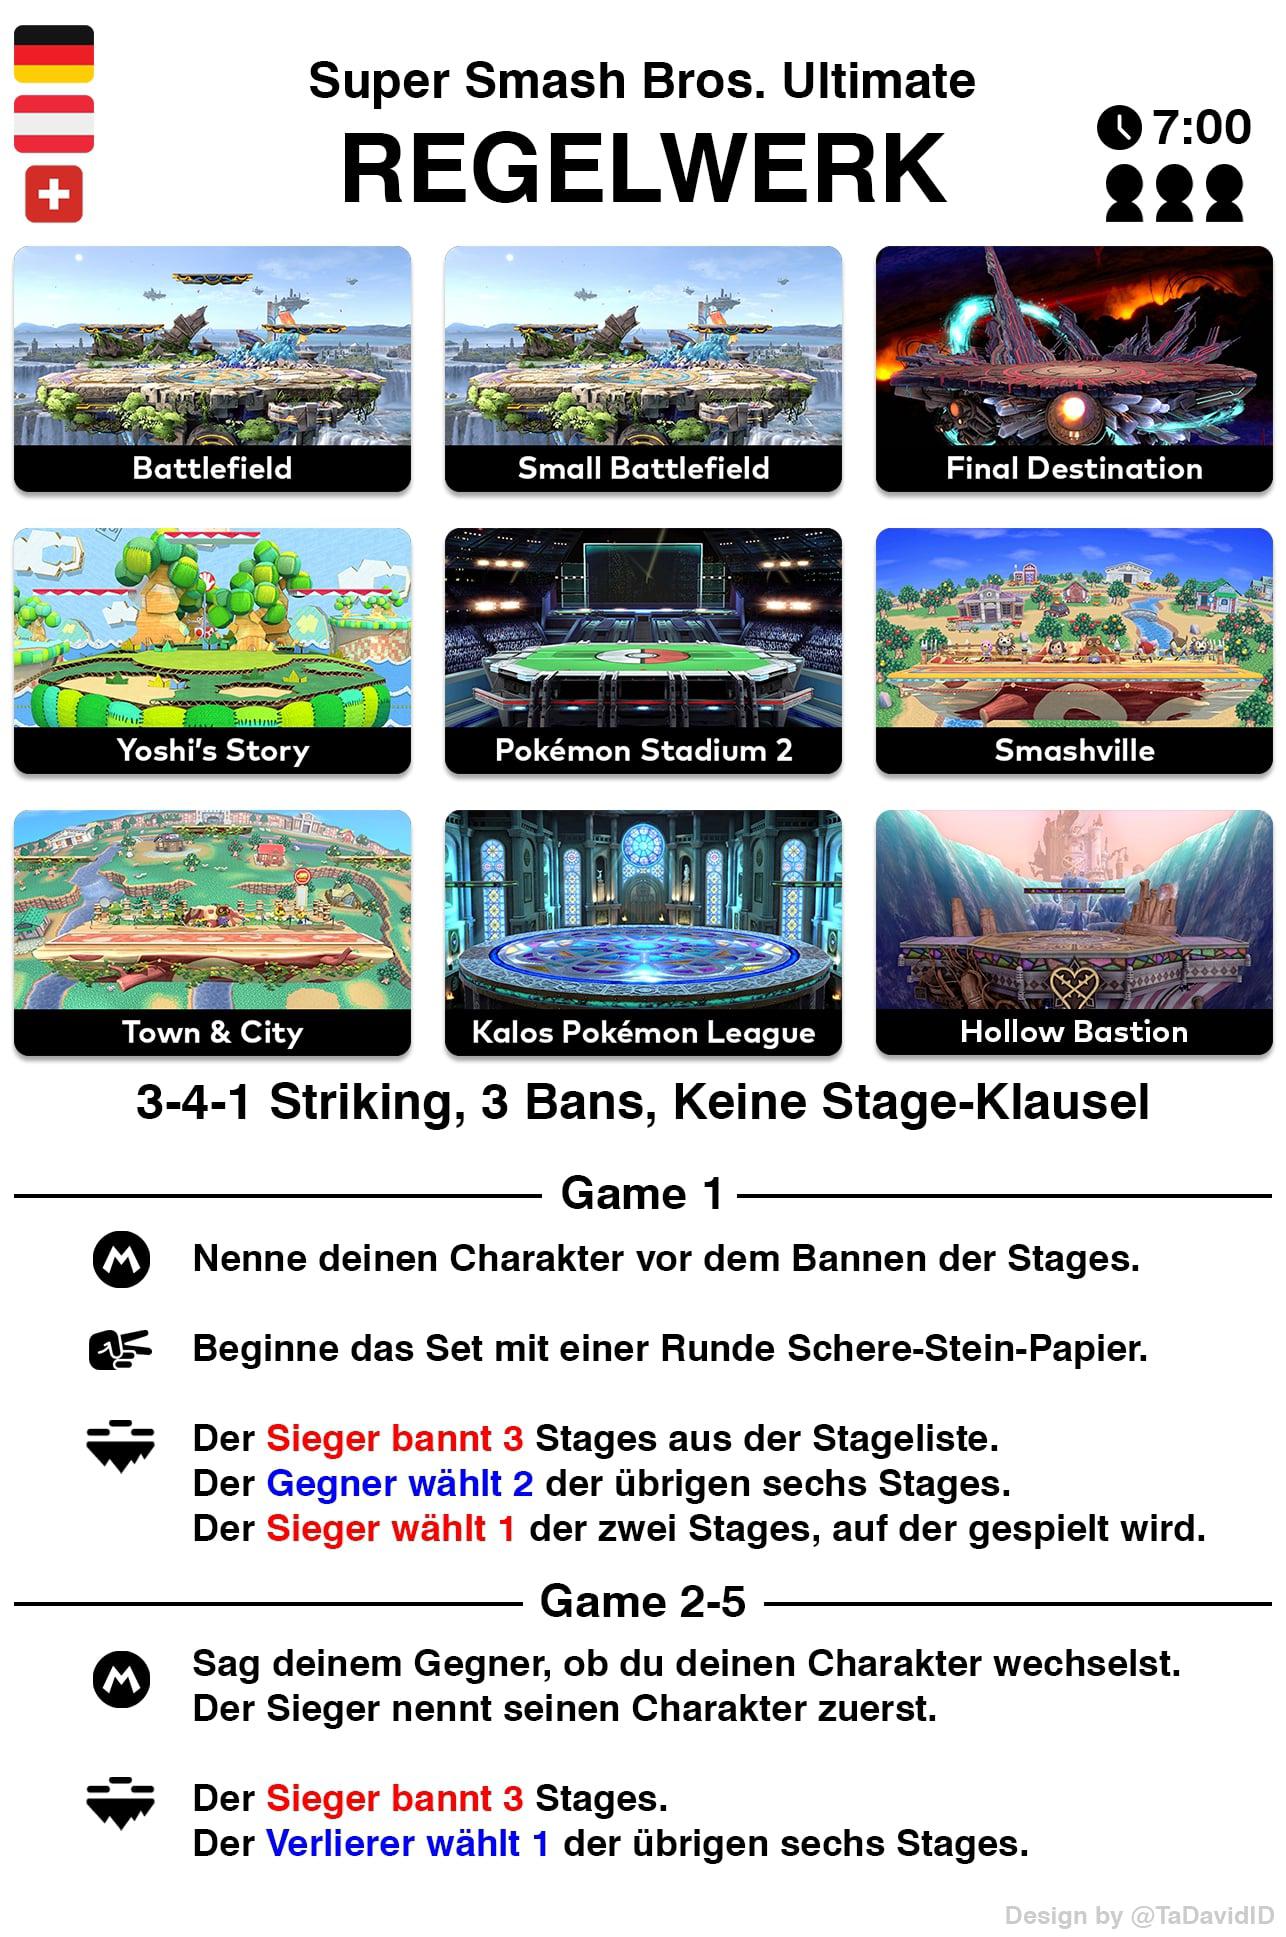 Super Smash Bros. Ultimate
REGELWERK
7:00
Battlefield
Small Battlefield
Final Destination
Yoshi's Story
Pokémon Stadium 2
Smashville
Town & City
Kalos Pokémon League
Hollow Bastion
3-4-1 Striking, 3 Bans, Keine Stage-Klausel
Game 1
Nenne deinen Charakter vor dem Bannen der Stages.
Beginne das Set mit einer Runde Schere-Stein-Papier.
Der Sieger bannt 3 Stages aus der Stageliste.
Der Gegner wählt 2 der übrigen sechs Stages.
Der Sieger wählt 1 der zwei Stages, auf der gespielt wird.
Game 2-5
Sag deinem Gegner, ob du deinen Charakter wechselst.
Der Sieger nennt seinen Charakter zuerst.
Der Sieger bannt 3 Stages.
Der Verlierer wählt 1 der übrigen sechs Stages.
Design by @TaDavidID